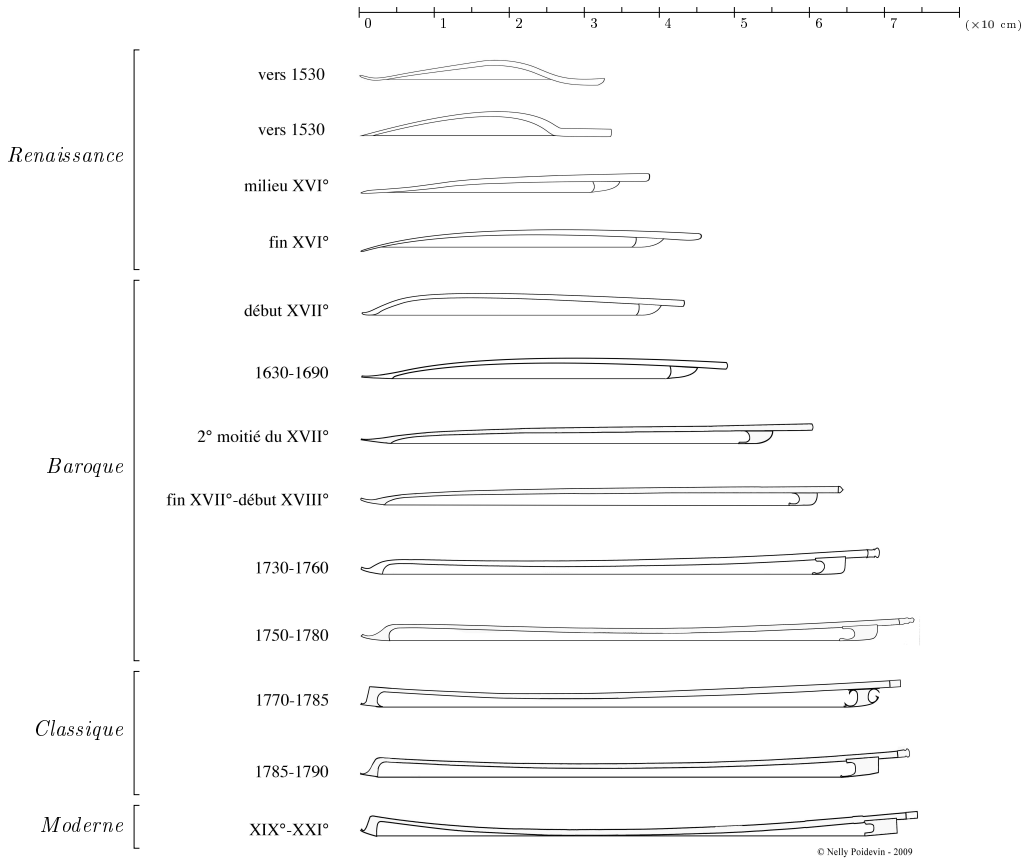 0 1 2 3 4 5 6 7 (×10 cm)
Renaissance
vers 1530
vers 1530
milieu XVI°
fin XVI°
Baroque
début XVII°
1630-1690
2° moitié du XVII°
fin XVII°-début XVIII°
1730-1760
1750-1780
Classique
1770-1785
1785-1790
Moderne
XIX°-XXI°
© Nelly Poidevin - 2009